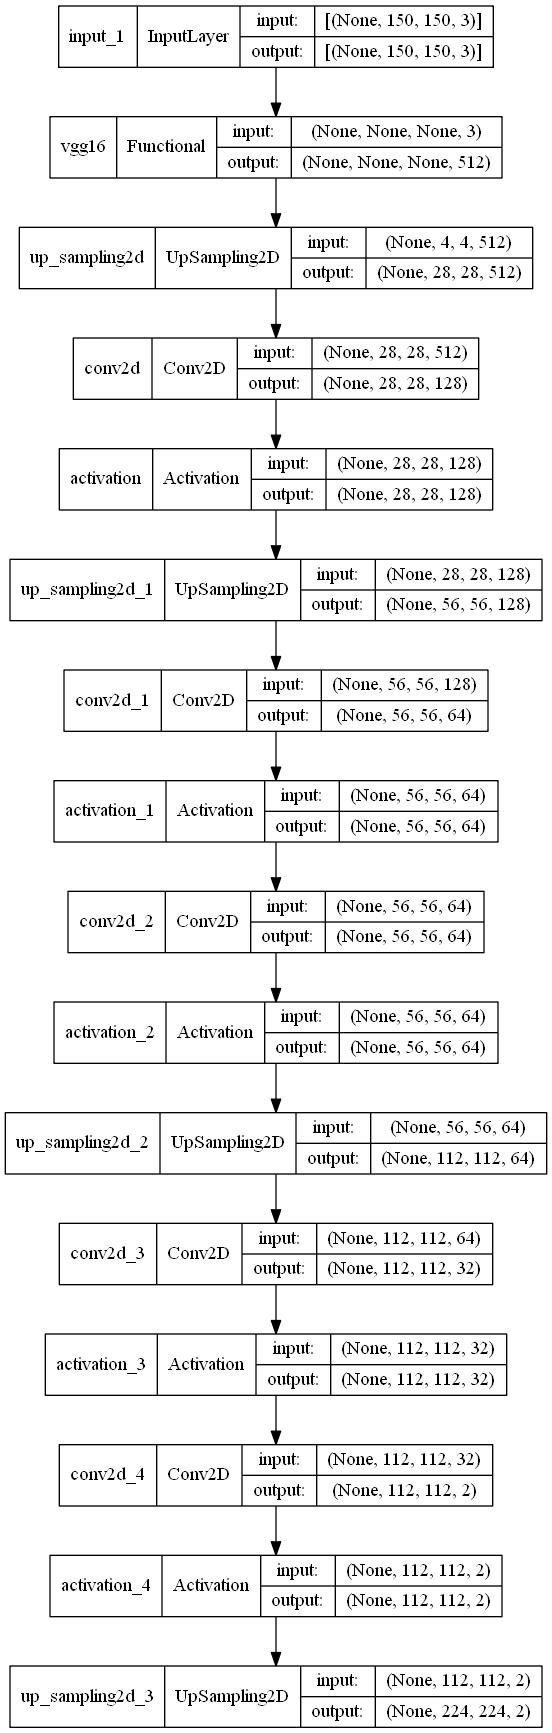 input_1 InputLayer input: [(None, 150, 150, 3)]
output: [(None, 150, 150, 3)]
vgg16 Functional input: (None, None, None, 3)
output: (None, None, None, 512)
up_sampling2d UpSampling2D input: (None, 4, 4, 512)
output: (None, 28, 28, 512)
conv2d Conv2D input: (None, 28, 28, 512)
output: (None, 28, 28, 128)
activation Activation input: (None, 28, 28, 128)
output: (None, 28, 28, 128)
up_sampling2d_1 UpSampling2D input: (None, 28, 28, 128)
output: (None, 56, 56, 128)
conv2d_1 Conv2D input: (None, 56, 56, 128)
output: (None, 56, 56, 64)
activation_1 Activation input: (None, 56, 56, 64)
output: (None, 56, 56, 64)
conv2d_2 Conv2D input: (None, 56, 56, 64)
output: (None, 56, 56, 64)
activation_2 Activation input: (None, 56, 56, 64)
output: (None, 56, 56, 64)
up_sampling2d_2 UpSampling2D input: (None, 56, 56, 64)
output: (None, 112, 112, 64)
conv2d_3 Conv2D input: (None, 112, 112, 64)
output: (None, 112, 112, 32)
activation_3 Activation input: (None, 112, 112, 32)
output: (None, 112, 112, 32)
conv2d_4 Conv2D input: (None, 112, 112, 32)
output: (None, 112, 112, 2)
activation_4 Activation input: (None, 112, 112, 2)
output: (None, 112, 112, 2)
up_sampling2d_3 UpSampling2D input: (None, 112, 112, 2)
output: (None, 224, 224, 2)